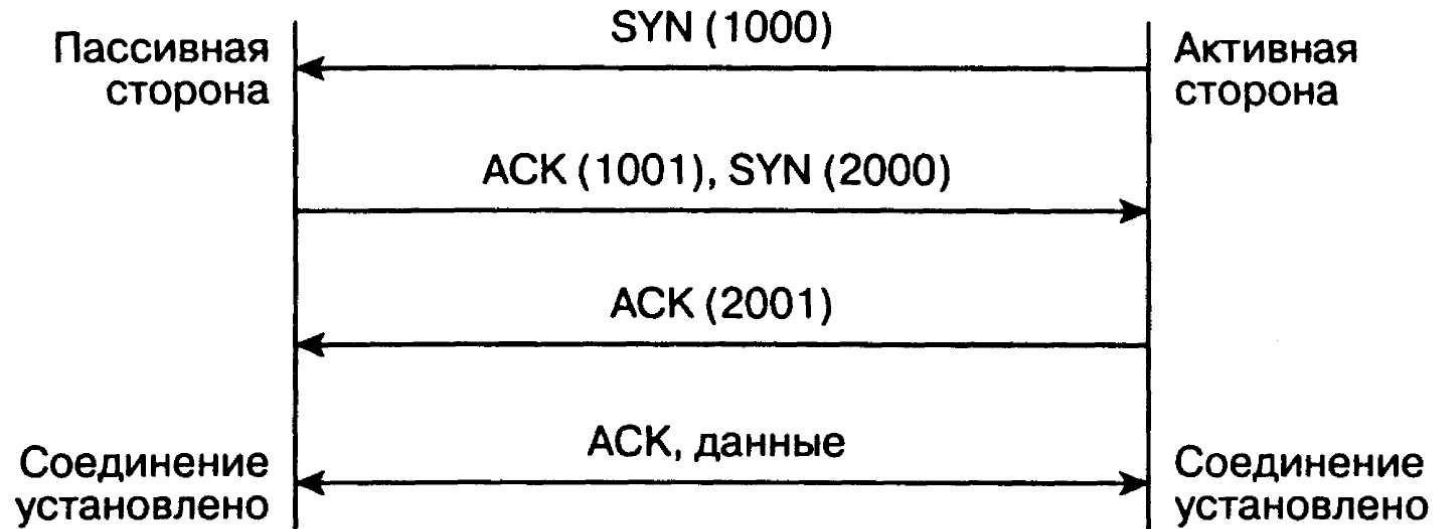 SYN (1000)
Пассивная
сторона
Активная
сторона
ACK (1001), SYN (2000)
ACK (2001)
ACK, данные
Соединение
установлено
Соединение
установлено